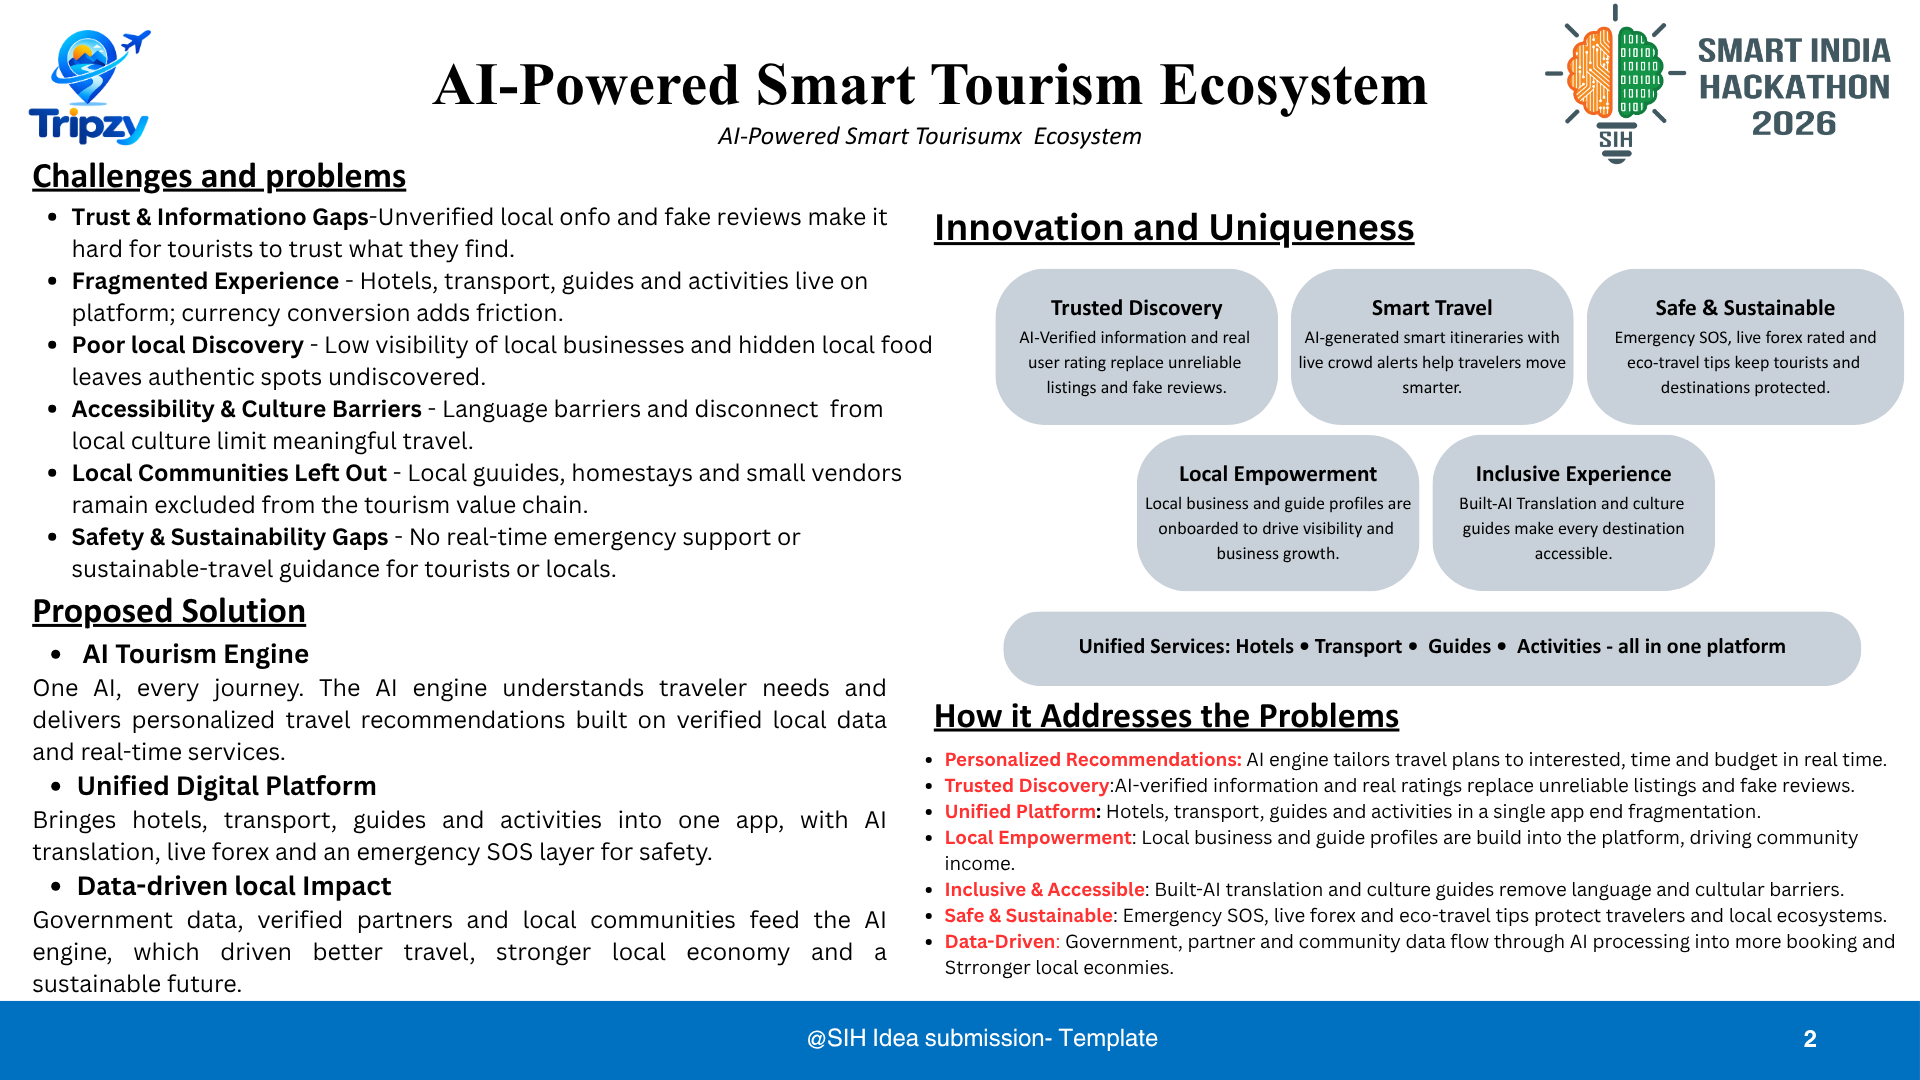 Tripzy
AI-Powered Smart Tourism Ecosystem
AI-Powered Smart Tourisumx Ecosystem
SIH
SMART INDIA
HACKATHON
2026
Challenges and problems
• Trust & Informationo Gaps-Unverified local onfo and fake reviews make it
hard for tourists to trust what they find.
• Fragmented Experience - Hotels, transport, guides and activities live on
platform; currency conversion adds friction.
• Poor local Discovery - Low visibility of local businesses and hidden local food
leaves authentic spots undiscovered.
• Accessibility & Culture Barriers - Language barriers and disconnect from
local culture limit meaningful travel.
• Local Communities Left Out - Local guuides, homestays and small vendors
ramain excluded from the tourism value chain.
• Safety & Sustainability Gaps - No real-time emergency support or
sustainable-travel guidance for tourists or locals.
Proposed Solution
• AI Tourism Engine
One AI, every journey. The AI engine understands traveler needs and
delivers personalized travel recommendations built on verified local data
and real-time services.
• Unified Digital Platform
Bringes hotels, transport, guides and activities into one app, with AI
translation, live forex and an emergency SOS layer for safety.
• Data-driven local Impact
Government data, verified partners and local communities feed the AI
engine, which driven better travel, stronger local economy and a
sustainable future.
Innovation and Uniqueness
Trusted Discovery
AI-Verified information and real
user rating replace unreliable
listings and fake reviews.
Smart Travel
AI-generated smart itineraries with
live crowd alerts help travelers move
smarter.
Safe & Sustainable
Emergency SOS, live forex rated and
eco-travel tips keep tourists and
destinations protected.
Local Empowerment
Local business and guide profiles are
onboarded to drive visibility and
business growth.
Inclusive Experience
Built-AI Translation and culture
guides make every destination
accessible.
Unified Services: Hotels • Transport • Guides • Activities - all in one platform
How it Addresses the Problems
• Personalized Recommendations: AI engine tailors travel plans to interested, time and budget in real time.
• Trusted Discovery:AI-verified information and real ratings replace unreliable listings and fake reviews.
• Unified Platform: Hotels, transport, guides and activities in a single app end fragmentation.
• Local Empowerment: Local business and guide profiles are build into the platform, driving community
income.
• Inclusive & Accessible: Built-AI translation and culture guides remove language and cultular barriers.
• Safe & Sustainable: Emergency SOS, live forex and eco-travel tips protect travelers and local ecosystems.
• Data-Driven: Government, partner and community data flow through AI processing into more booking and
Strronger local econmies.
@SIH Idea submission- Template
2